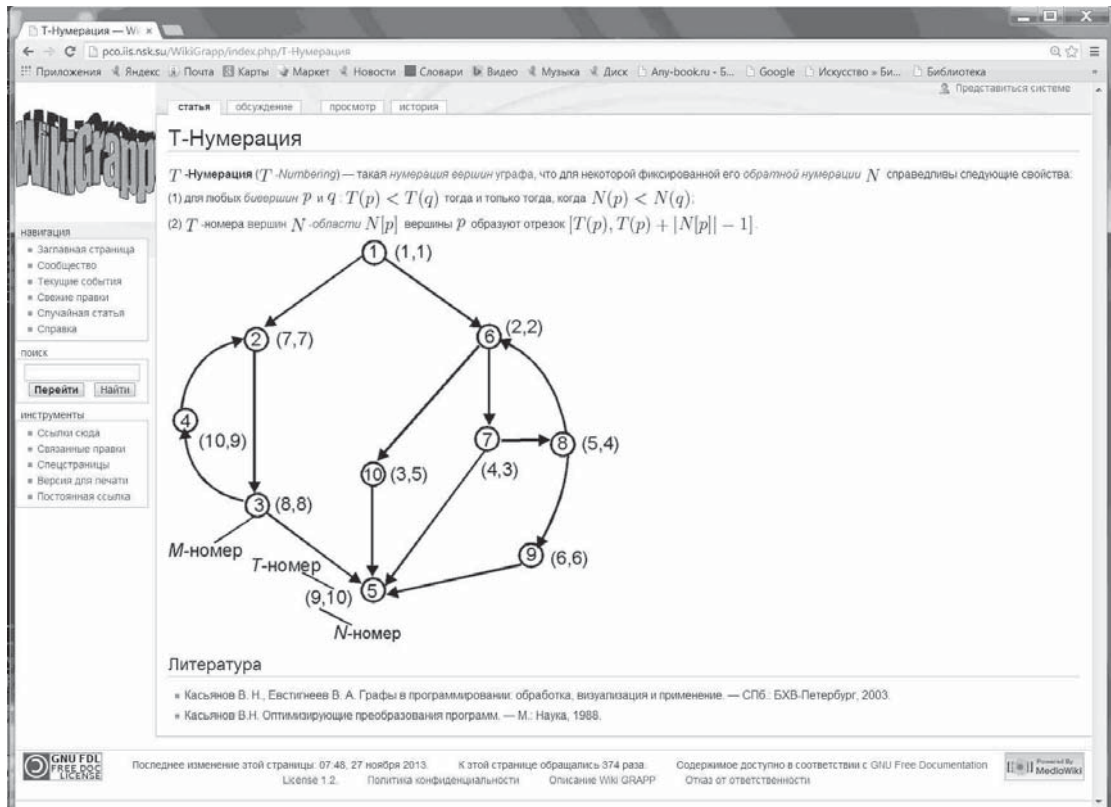 Т-Нумерация — Wi
pco.iis.nsk.su/WikiGrapp/index.php/Т-Нумерация
Приложения Яндекс Почта Карты Маркет Новости Словари Видео Музыка Диск Any-book.ru - Б... Google Искусство » Би... Библиотека
Представиться системе
WikiGrapp
статья обсуждение просмотр история
Т-Нумерация
T -Нумерация (T -Numbering) — такая нумерация вершин уграфа, что для некоторой фиксированной его обратной нумерации N справедливы следующие свойства:
(1) для любых бивершин p и q : T(p) < T(q) тогда и только тогда, когда N(p) < N(q);
(2) T -номера вершин N -области N[p] вершины p образуют отрезок [T(p), T(p) + |N[p]| − 1].
навигация
Заглавная страница
Сообщество
Текущие события
Свежие правки
Случайная статья
Справка
поиск
Перейти Найти
инструменты
Ссылки сюда
Связанные правки
Спецстраницы
Версия для печати
Постоянная ссылка
1 (1,1)
2 (7,7)
6 (2,2)
4 (10,9)
7 (4,3)
8 (5,4)
10 (3,5)
3 (8,8)
9 (6,6)
M-номер
T-номер
5 (9,10)
N-номер
Литература
Касьянов В. Н., Евстигнеев В. А. Графы в программировании: обработка, визуализация и применение. — СПб.: БХВ-Петербург, 2003.
Касьянов В.Н. Оптимизирующие преобразования программ. — М.: Наука, 1988.
GNU FDL
FREE DOC
LICENSE
Последнее изменение этой страницы: 07:48, 27 ноября 2013. К этой странице обращались 374 раза. Содержимое доступно в соответствии с GNU Free Documentation
License 1.2. Политика конфиденциальности Описание Wiki GRAPP Отказ от ответственности
Powered By
MediaWiki